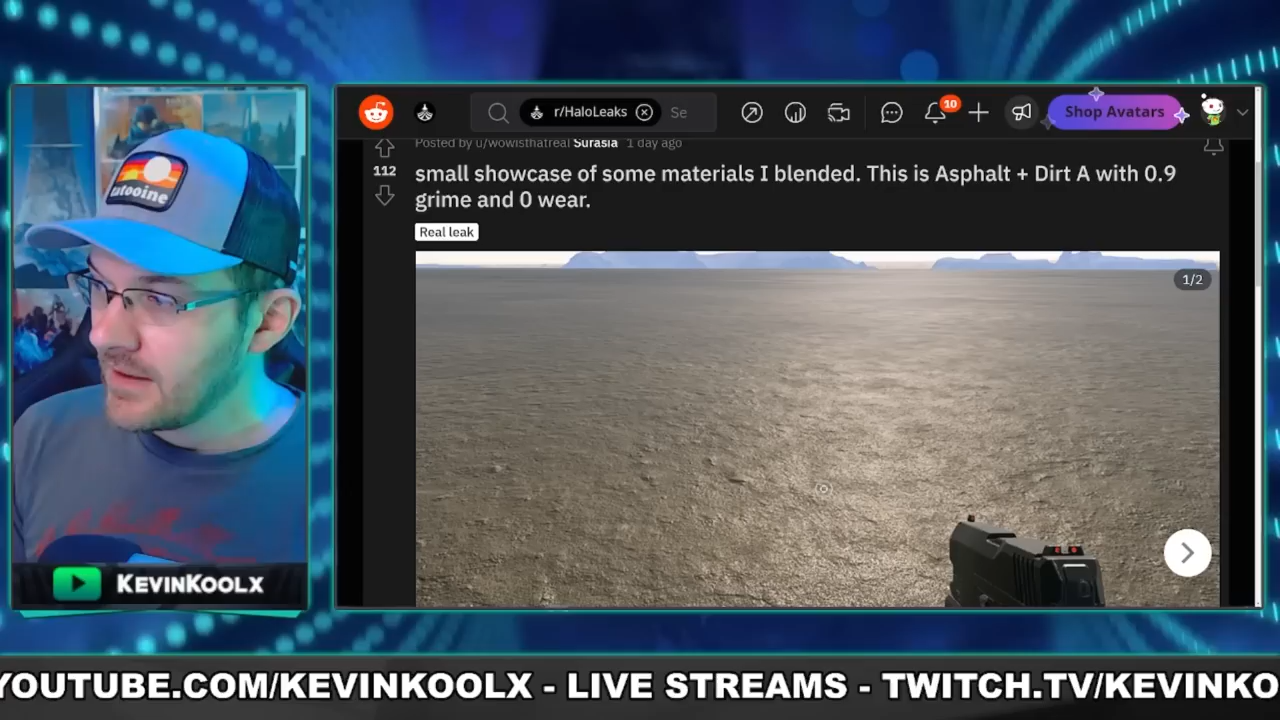 r/HaloLeaks
Se
10
Shop Avatars
Posted by u/wowisthatreal Surasia 1 day ago
112
small showcase of some materials I blended. This is Asphalt + Dirt A with 0.9
grime and 0 wear.
Real leak
1/2
tatooine
KEVINKOOLX
YOUTUBE.COM/KEVINKOOLX - LIVE STREAMS - TWITCH.TV/KEVINKO